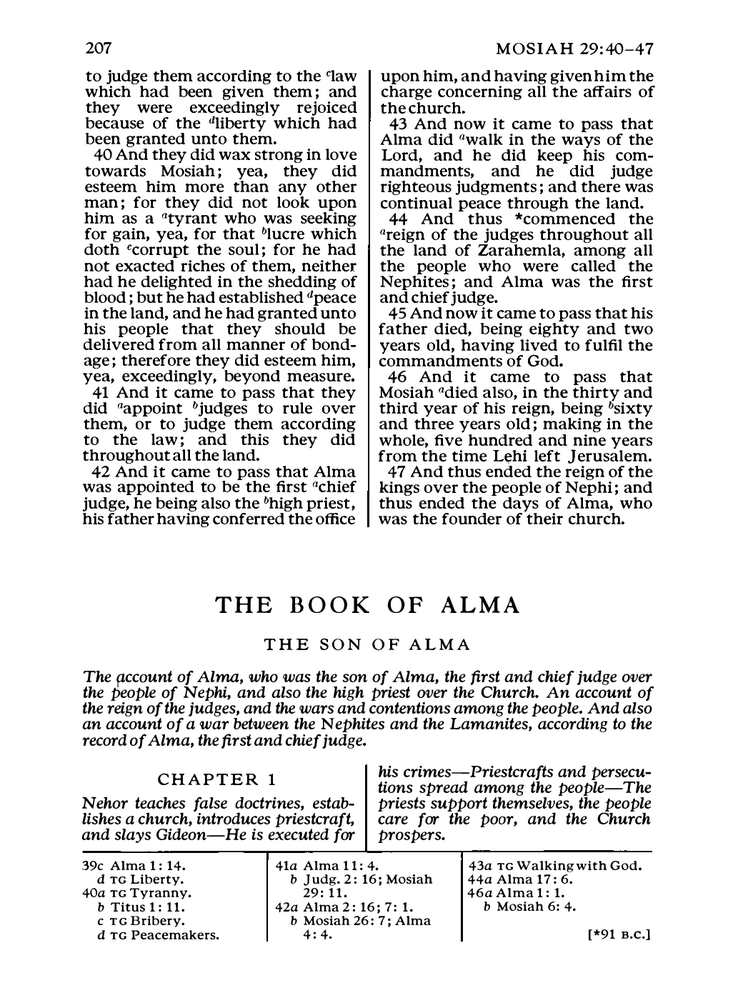 207
MOSIAH 29:40–47
to judge them according to the ᶜlaw
which had been given them; and
they were exceedingly rejoiced
because of the ᵈliberty which had
been granted unto them.
40 And they did wax strong in love
towards Mosiah; yea, they did
esteem him more than any other
man; for they did not look upon
him as a ᵃtyrant who was seeking
for gain, yea, for that ᵇlucre which
doth ᶜcorrupt the soul; for he had
not exacted riches of them, neither
had he delighted in the shedding of
blood; but he had established ᵈpeace
in the land, and he had granted unto
his people that they should be
delivered from all manner of bond-
age; therefore they did esteem him,
yea, exceedingly, beyond measure.
41 And it came to pass that they
did ᵃappoint ᵇjudges to rule over
them, or to judge them according
to the law; and this they did
throughout all the land.
42 And it came to pass that Alma
was appointed to be the first ᵃchief
judge, he being also the ᵇhigh priest,
his father having conferred the office
upon him, and having given him the
charge concerning all the affairs of
the church.
43 And now it came to pass that
Alma did ᵃwalk in the ways of the
Lord, and he did keep his com-
mandments, and he did judge
righteous judgments; and there was
continual peace through the land.
44 And thus *commenced the
ᵃreign of the judges throughout all
the land of Zarahemla, among all
the people who were called the
Nephites; and Alma was the first
and chief judge.
45 And now it came to pass that his
father died, being eighty and two
years old, having lived to fulfil the
commandments of God.
46 And it came to pass that
Mosiah ᵃdied also, in the thirty and
third year of his reign, being ᵇsixty
and three years old; making in the
whole, five hundred and nine years
from the time Lehi left Jerusalem.
47 And thus ended the reign of the
kings over the people of Nephi; and
thus ended the days of Alma, who
was the founder of their church.
THE BOOK OF ALMA
THE SON OF ALMA
The account of Alma, who was the son of Alma, the first and chief judge over
the people of Nephi, and also the high priest over the Church. An account of
the reign of the judges, and the wars and contentions among the people. And also
an account of a war between the Nephites and the Lamanites, according to the
record of Alma, the first and chief judge.
CHAPTER 1
Nehor teaches false doctrines, estab-
lishes a church, introduces priestcraft,
and slays Gideon—He is executed for
his crimes—Priestcrafts and persecu-
tions spread among the people—The
priests support themselves, the people
care for the poor, and the Church
prospers.
39c Alma 1: 14.
d TG Liberty.
40a TG Tyranny.
b Titus 1: 11.
c TG Bribery.
d TG Peacemakers.
41a Alma 11: 4.
b Judg. 2: 16; Mosiah
29: 11.
42a Alma 2: 16; 7: 1.
b Mosiah 26: 7; Alma
4: 4.
43a TG Walking with God.
44a Alma 17: 6.
46a Alma 1: 1.
b Mosiah 6: 4.
[*91 B.C.]